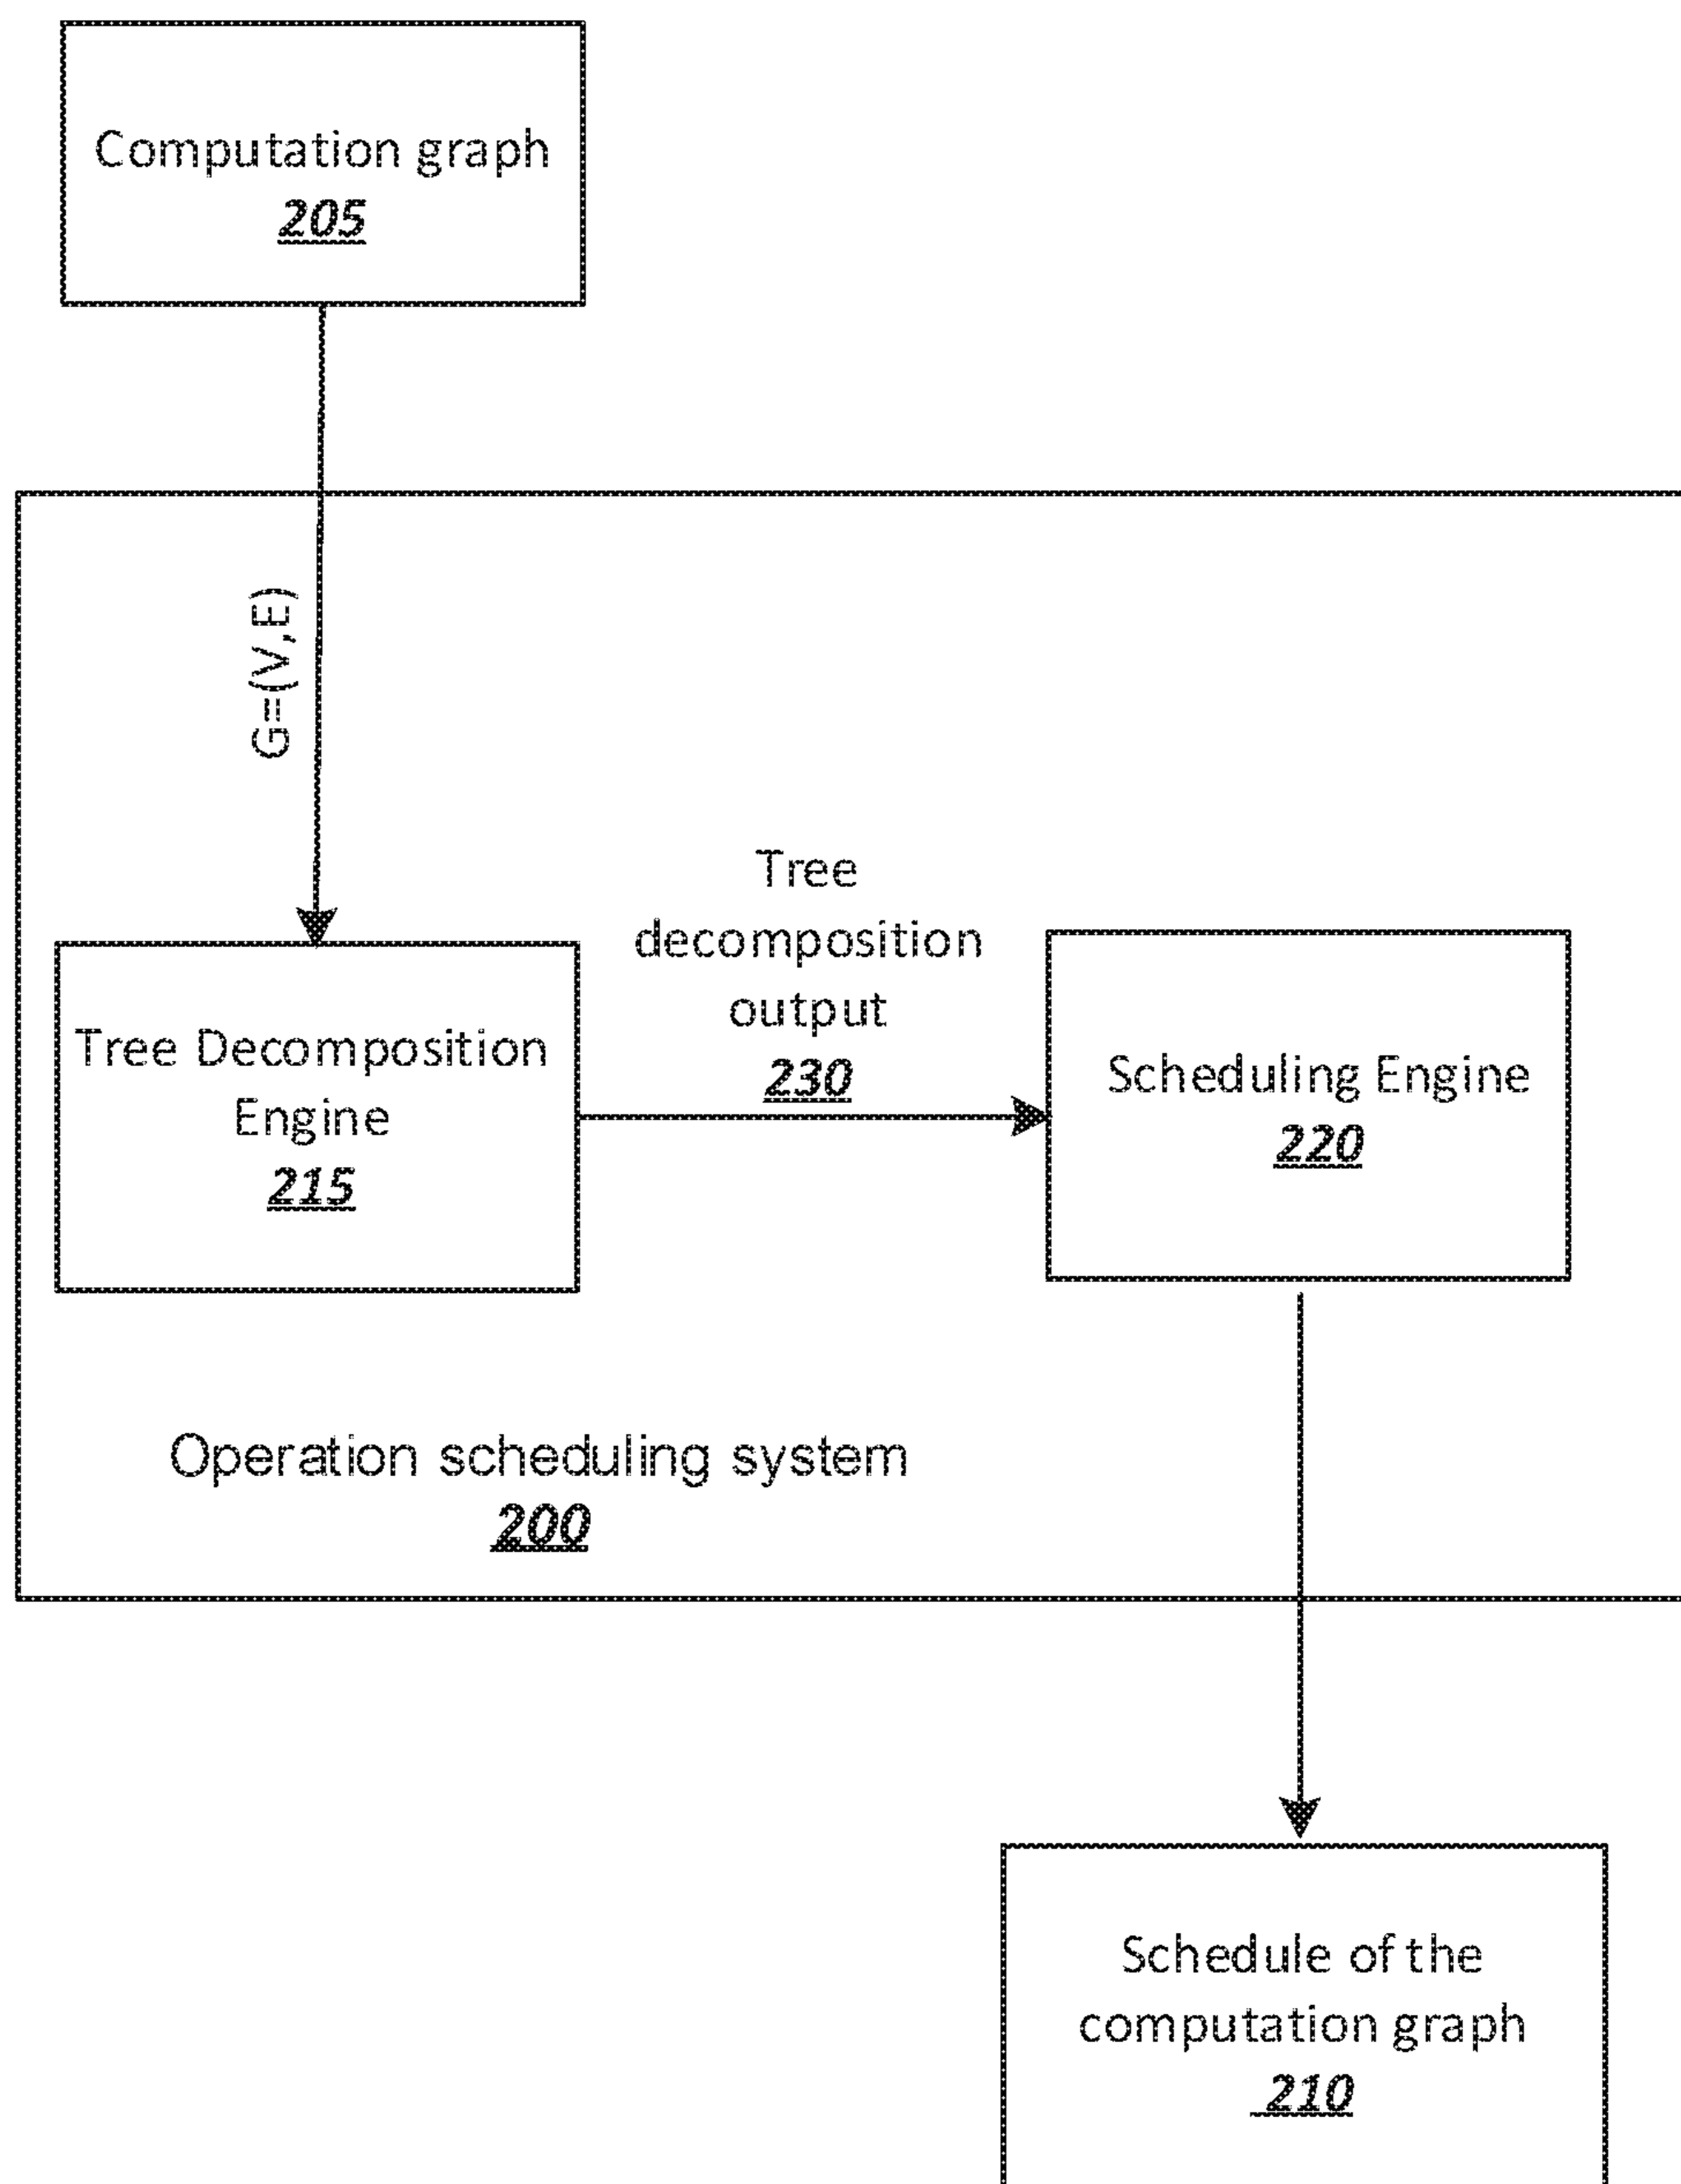 Computation graph
205
G=(V,E)
Tree
decomposition
output
230
Tree Decomposition
Engine
215
Scheduling Engine
220
Operation scheduling system
200
Schedule of the
computation graph
210